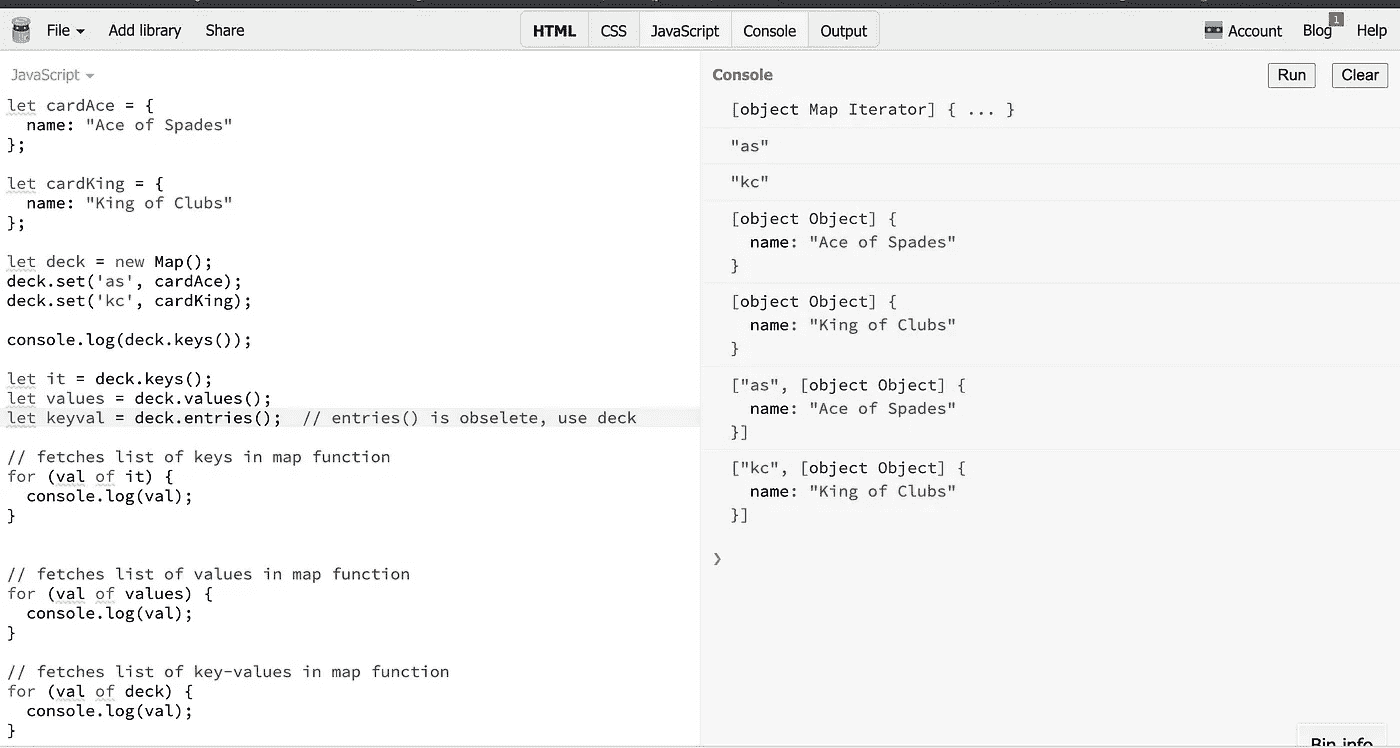 File Add library Share HTML CSS JavaScript Console Output Account Blog 1 Help
JavaScript
let cardAce = {
  name: "Ace of Spades"
};
let cardKing = {
  name: "King of Clubs"
};
let deck = new Map();
deck.set('as', cardAce);
deck.set('kc', cardKing);
console.log(deck.keys());
let it = deck.keys();
let values = deck.values();
let keyval = deck.entries();  // entries() is obselete, use deck
// fetches list of keys in map function
for (val of it) {
  console.log(val);
}
// fetches list of values in map function
for (val of values) {
  console.log(val);
}
// fetches list of key-values in map function
for (val of deck) {
  console.log(val);
}
Console Run Clear
[object Map Iterator] { ... }
"as"
"kc"
[object Object] {
  name: "Ace of Spades"
}
[object Object] {
  name: "King of Clubs"
}
["as", [object Object] {
  name: "Ace of Spades"
}]
["kc", [object Object] {
  name: "King of Clubs"
}]
❯
Bin info